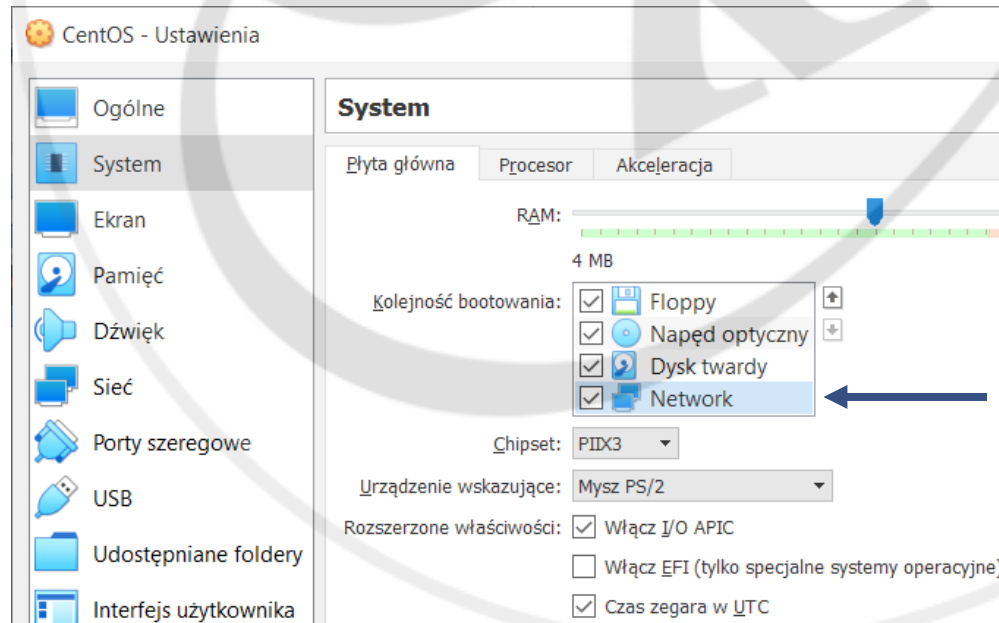 CentOS - Ustawienia
Ogólne
System
Ekran
Pamięć
Dźwięk
Sieć
Porty szeregowe
USB
Udostępniane foldery
Interfejs użytkownika
System
Płyta główna Procesor Akceleracja
RAM:
4 MB
Kolejność bootowania:
Floppy
Napęd optyczny
Dysk twardy
Network
Chipset: PIIX3
Urządzenie wskazujące: Mysz PS/2
Rozszerzone właściwości: Włącz I/O APIC
Włącz EFI (tylko specjalne systemy operacyjne)
Czas zegara w UTC